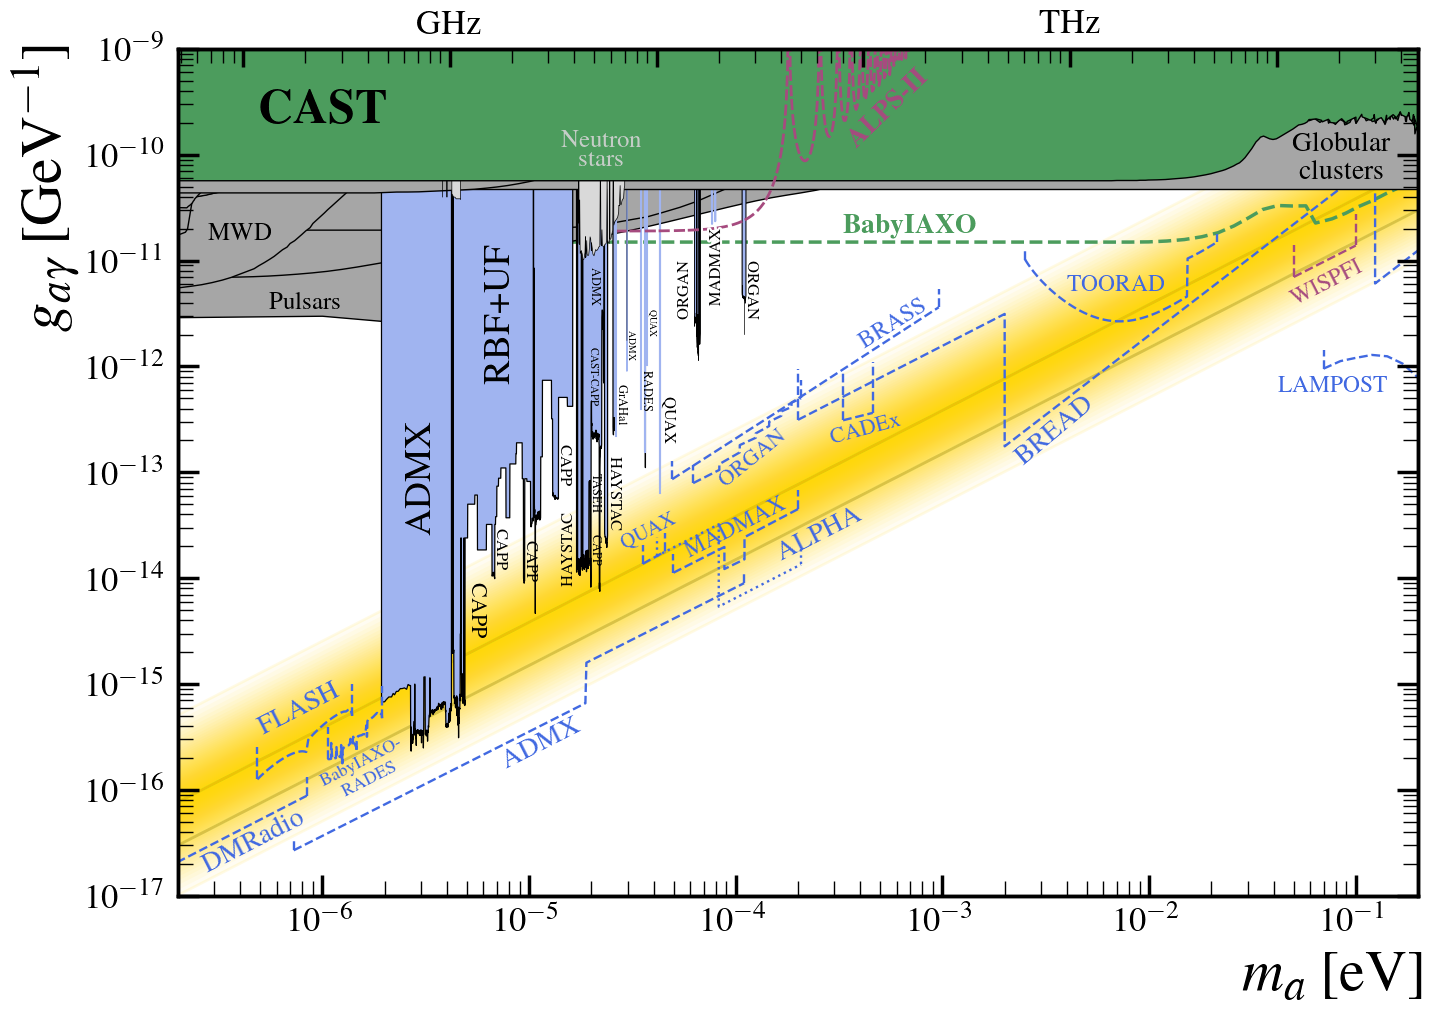 GHz
THz
10⁻⁹
10⁻¹⁰
10⁻¹¹
10⁻¹²
10⁻¹³
10⁻¹⁴
10⁻¹⁵
10⁻¹⁶
10⁻¹⁷
g_aγ [GeV⁻¹]
CAST
ALPS-II
Neutron
stars
Globular
clusters
MWD
Pulsars
BabyIAXO
RBF+UF
ADMX
ADMX
CAST-CAPP
ADMX
QUAX
GrAHal
RADES
QUAX
ORGAN
MADMAX
ORGAN
TOORAD
WISPFI
LAMPOST
BRASS
BREAD
CADEx
ORGAN
CAPP
HAYSTAC
TASEH
CAPP
CAPP
CAPP
HAYSTAC
CAPP
QUAX
MADMAX
ALPHA
FLASH
BabyIAXO-
RADES
ADMX
DMRadio
10⁻⁶
10⁻⁵
10⁻⁴
10⁻³
10⁻²
10⁻¹
m_a [eV]